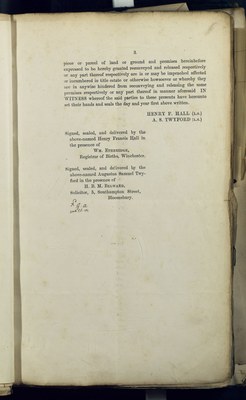 8.
piece or parcel of land or ground and premises hereinbefore
expressed to be hereby granted reconveyed and released respectively
or any part thereof respectively are is or may be impeached affected
or incumbered in title estate or otherwise howsoever or whereby they
are in anywise hindered from reconveying and releasing the same
premises respectively or any part thereof in manner aforesaid IN
WITNESS whereof the said parties to these presents have hereunto
set their hands and seals the day and year first above written.
HENRY F. HALL (L.S.)
A. S. TWYFORD (L.S.)
Signed, sealed, and delivered by the
above-named Henry Francis Hall in
the presence of
Registrar of Births, Winchester.
Signed, sealed, and delivered by the
above-named Augustus Samuel Twy-
ford in the presence of
Solicitor, 5, Southampton Street,
Bloomsbury.